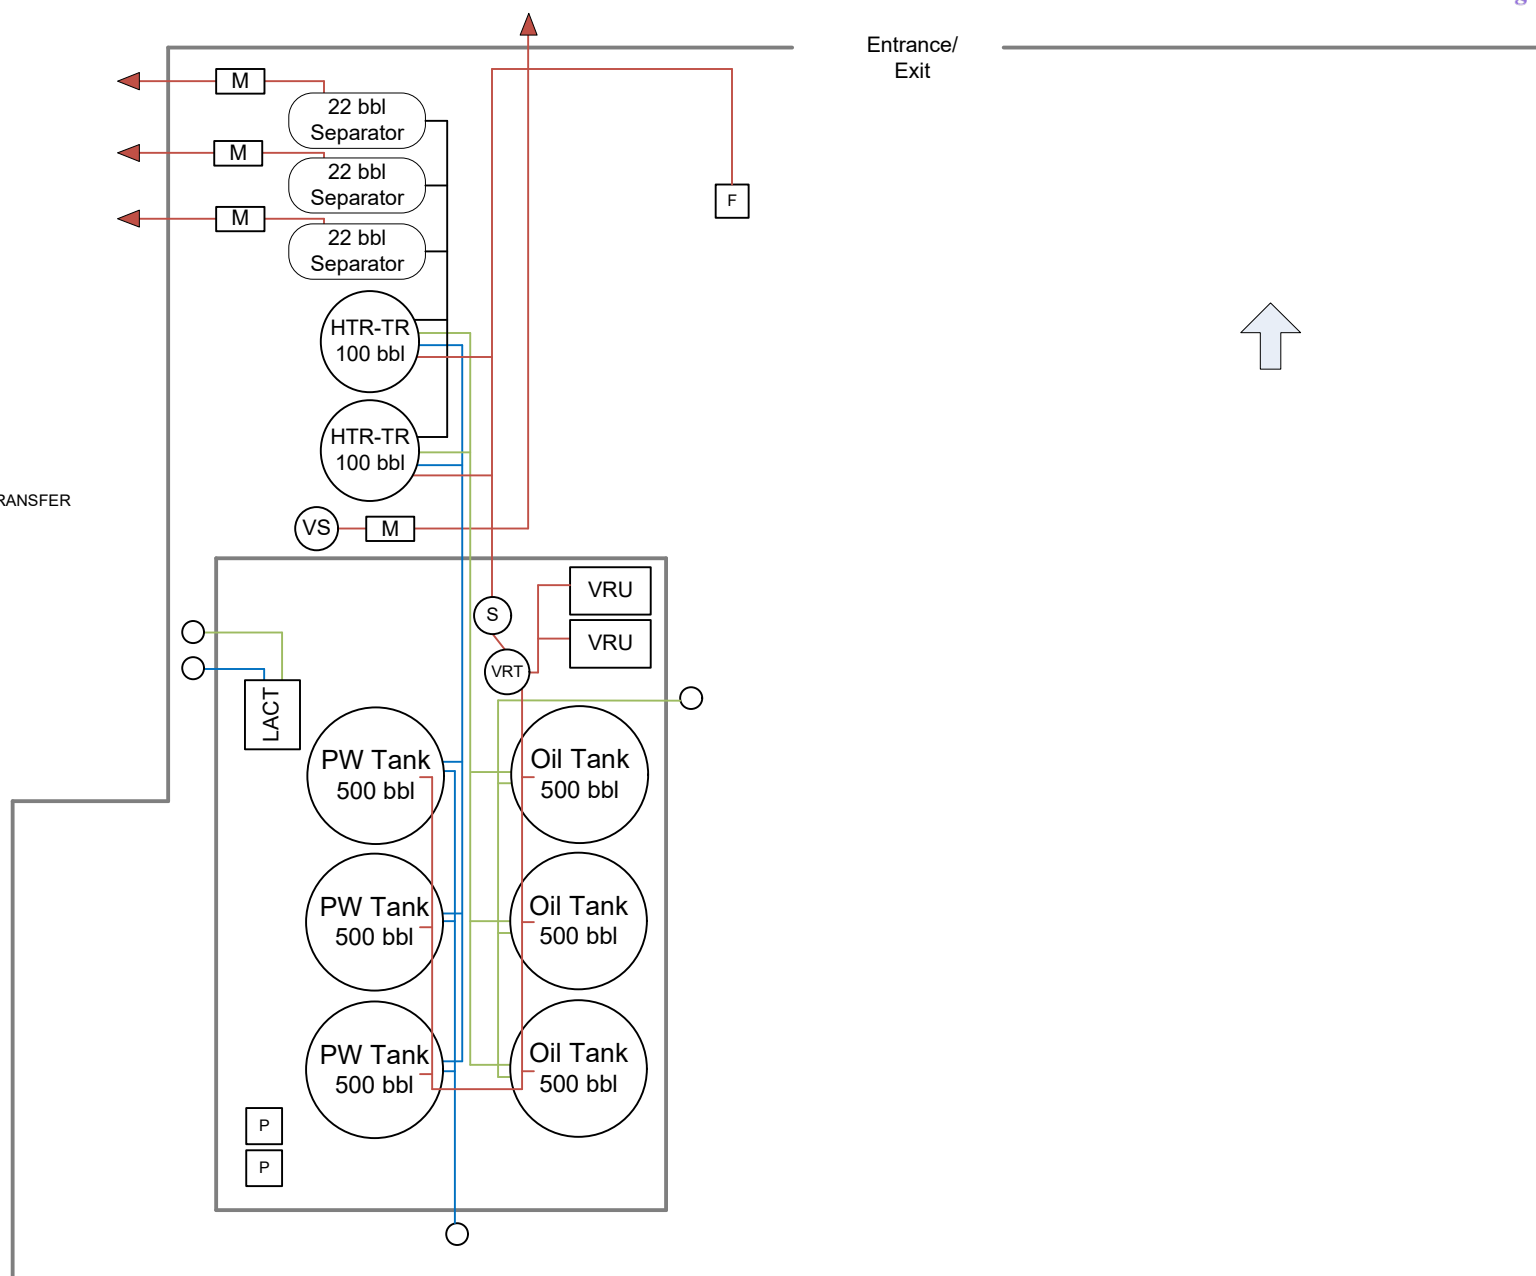 Entrance/
Exit
M
22 bbl
Separator
M
22 bbl
Separator
M
22 bbl
Separator
F
HTR-TR
100 bbl
HTR-TR
100 bbl
RANSFER
VS
M
VRU
S
VRU
VRT
LACT
PW Tank
500 bbl
Oil Tank
500 bbl
PW Tank
500 bbl
Oil Tank
500 bbl
PW Tank
500 bbl
Oil Tank
500 bbl
P
P